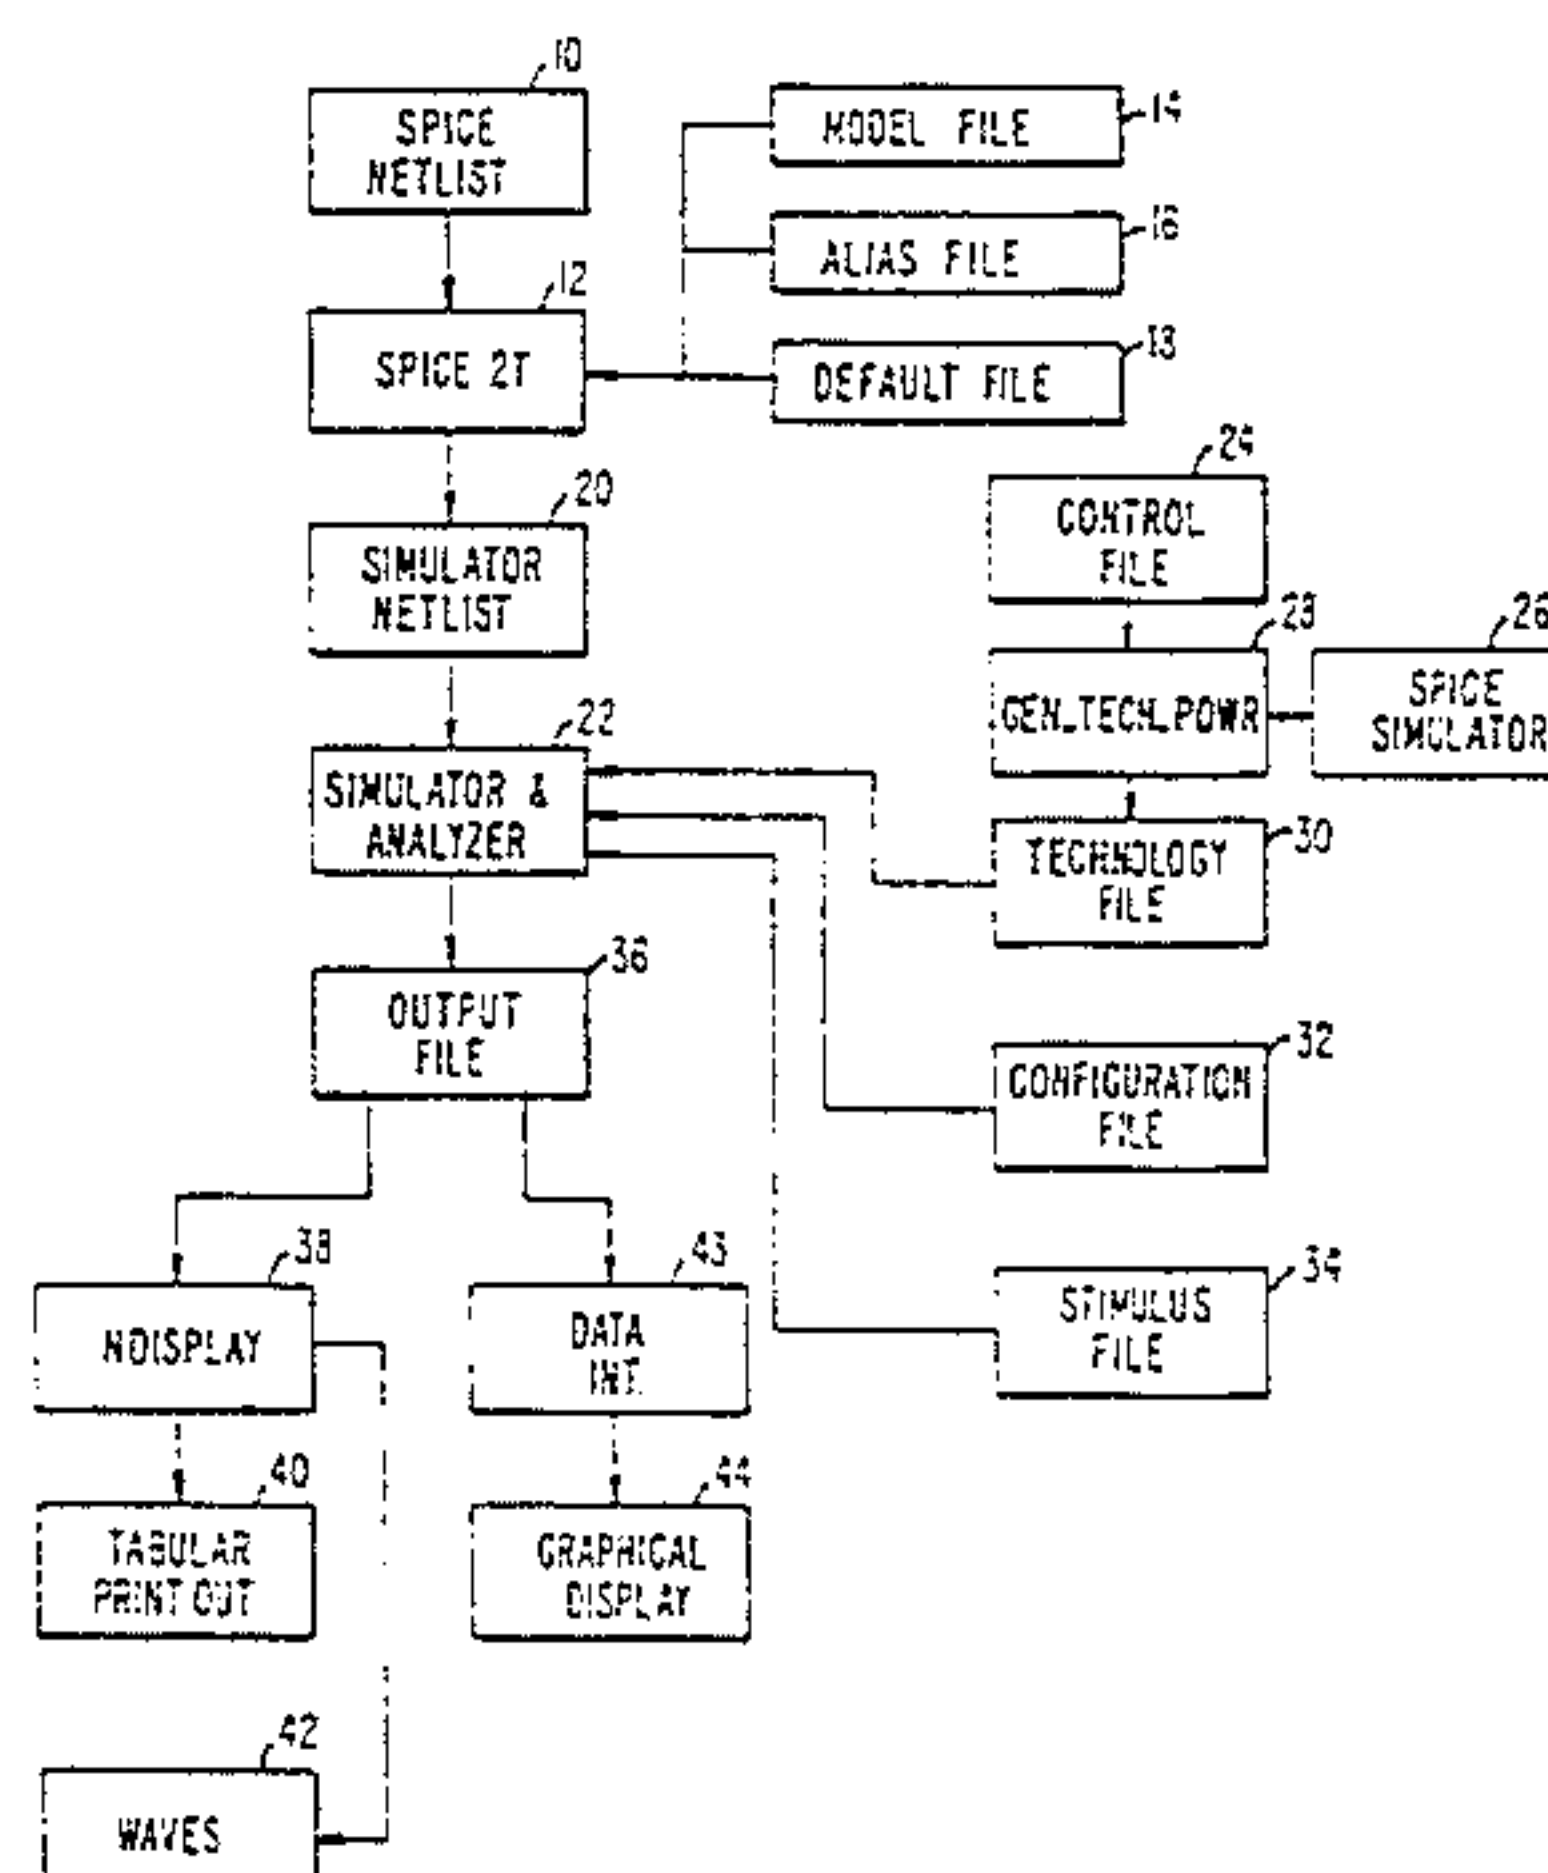 10
SPICE
NETLIST
14
MODEL FILE
16
ALIAS FILE
12
SPICE 2T
18
DEFAULT FILE
24
CONTROL
FILE
20
SIMULATOR
NETLIST
28
GEN_TECH_POWR
26
SPICE
SIMULATOR
22
SIMULATOR &
ANALYZER
30
TECHNOLOGY
FILE
36
OUTPUT
FILE
32
CONFIGURATION
FILE
38
NDISPLAY
43
DATA
INT.
34
STIMULUS
FILE
40
TABULAR
PRINT OUT
44
GRAPHICAL
DISPLAY
42
WAVES